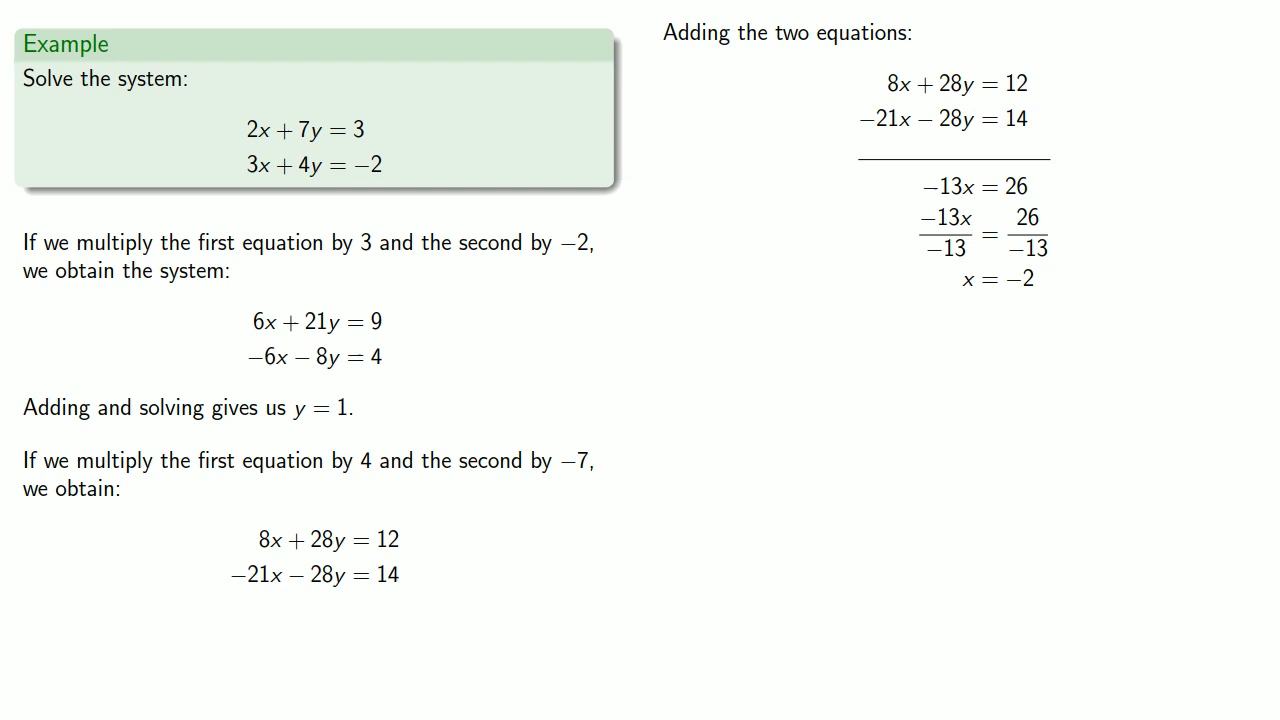 Example
Solve the system:
2x + 7y = 3
3x + 4y = −2
If we multiply the first equation by 3 and the second by −2,
we obtain the system:
6x + 21y = 9
−6x − 8y = 4
Adding and solving gives us y = 1.
If we multiply the first equation by 4 and the second by −7,
we obtain:
8x + 28y = 12
−21x − 28y = 14
Adding the two equations:
8x + 28y = 12
−21x − 28y = 14
−13x = 26
−13x/−13 = 26/−13
x = −2